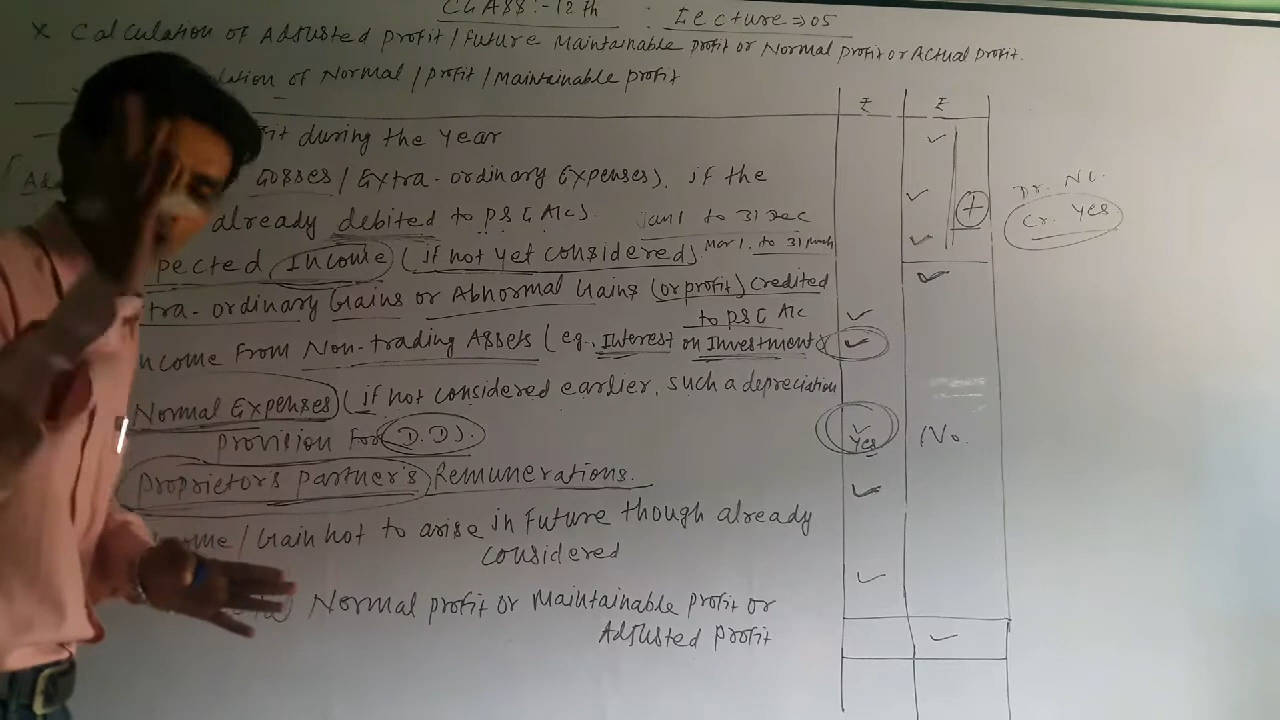 CLASS :- 12th : Lecture => 05
× Calculation of Adjusted Profit / Future Maintainable profit or Normal profit or Actual profit.
of Normal / profit / Maintainable profit
₹ ₹
during the Year
Losses / Extra-ordinary Expenses). if the
already debited to P&L A/c). Jan 1 to 31 Dec
Dr. No.
Cr. Yes
+
pected Income (if not yet considered) Mar 1. to 31 March
tra-ordinary Gains or Abnormal Gains (or profit) credited
to P&L A/c
ncome From Non-trading Assets (eg., Interest on Investment)
Normal Expenses) (if not considered earlier, such a depreciation
provision For D.D). Yes No.
Proprietor's partner's Remunerations.
ome / Gain not to arise in Future though already
considered
Normal profit or Maintainable profit or
Adjusted profit